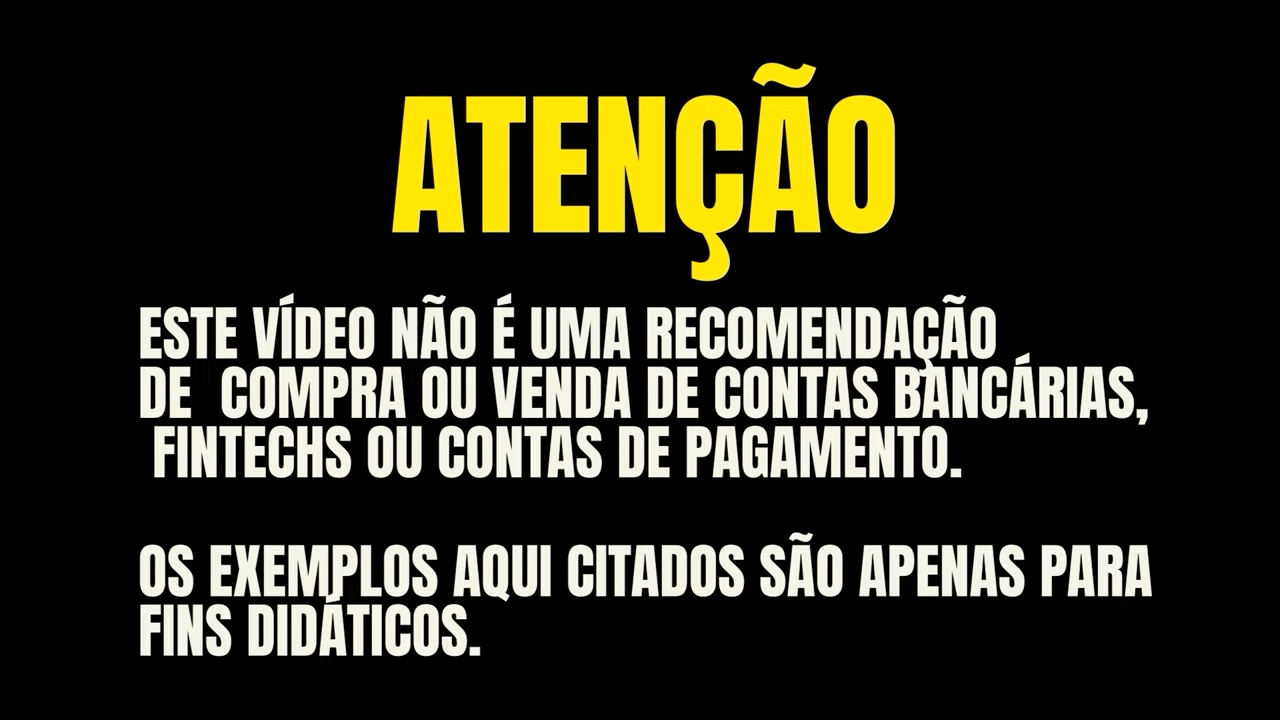 ATENÇÃO
ESTE VÍDEO NÃO É UMA RECOMENDAÇÃO
DE COMPRA OU VENDA DE CONTAS BANCÁRIAS,
FINTECHS OU CONTAS DE PAGAMENTO.
OS EXEMPLOS AQUI CITADOS SÃO APENAS PARA
FINS DIDÁTICOS.